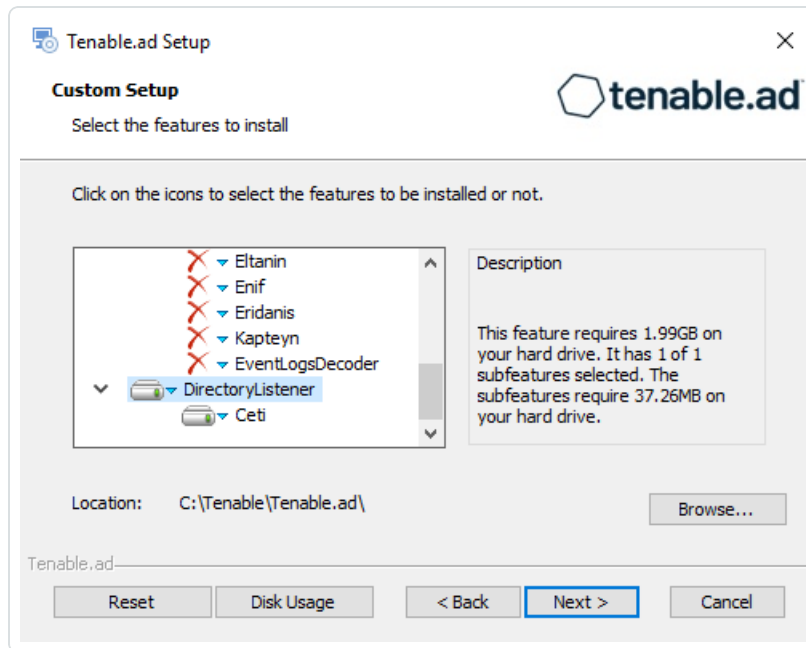 Tenable.ad Setup
Custom Setup
Select the features to install
tenable.ad
Click on the icons to select the features to be installed or not.
Eltanin
Enif
Eridanis
Kapteyn
EventLogsDecoder
DirectoryListener
Ceti
Description
This feature requires 1.99GB on
your hard drive. It has 1 of 1
subfeatures selected. The
subfeatures require 37.26MB on
your hard drive.
Location: C:\Tenable\Tenable.ad\
Browse...
Tenable.ad
Reset Disk Usage < Back Next > Cancel